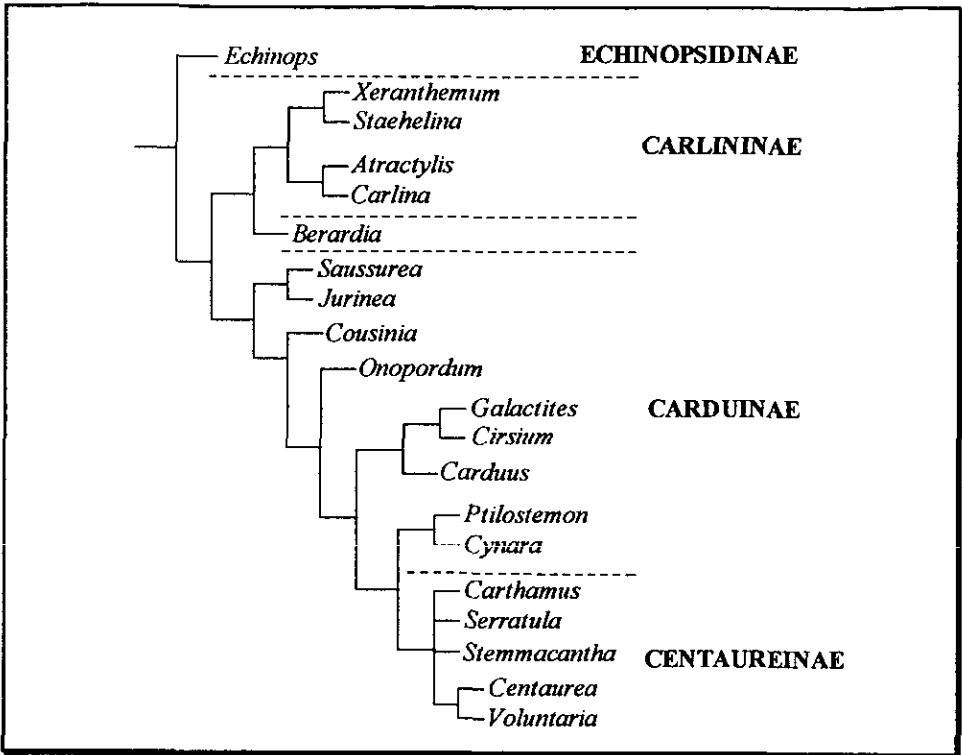 Echinops ECHINOPSIDINAE
Xeranthemum
Staehelina
CARLININAE
Atractylis
Carlina
Berardia
Saussurea
Jurinea
Cousinia
Onopordum
Galactites CARDUINAE
Cirsium
Carduus
Ptilostemon
Cynara
Carthamus
Serratula
Stemmacantha CENTAUREINAE
Centaurea
Voluntaria